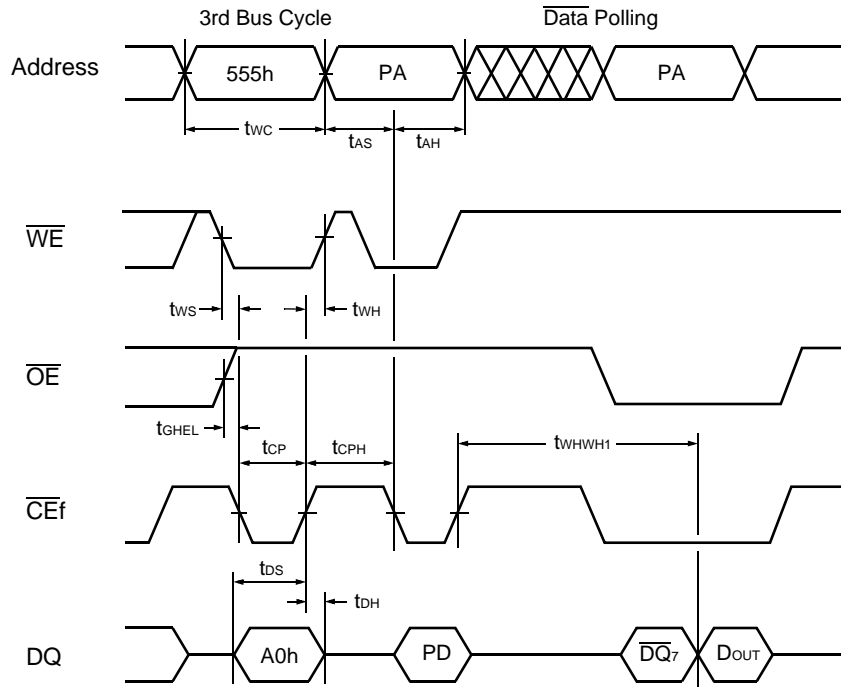 3rd Bus Cycle Data Polling
Address 555h PA PA
tWC tAS tAH
WE
tWS tWH
OE
tGHEL tCP tCPH tWHWH1
CEf
tDS tDH
DQ A0h PD DQ7 DOUT